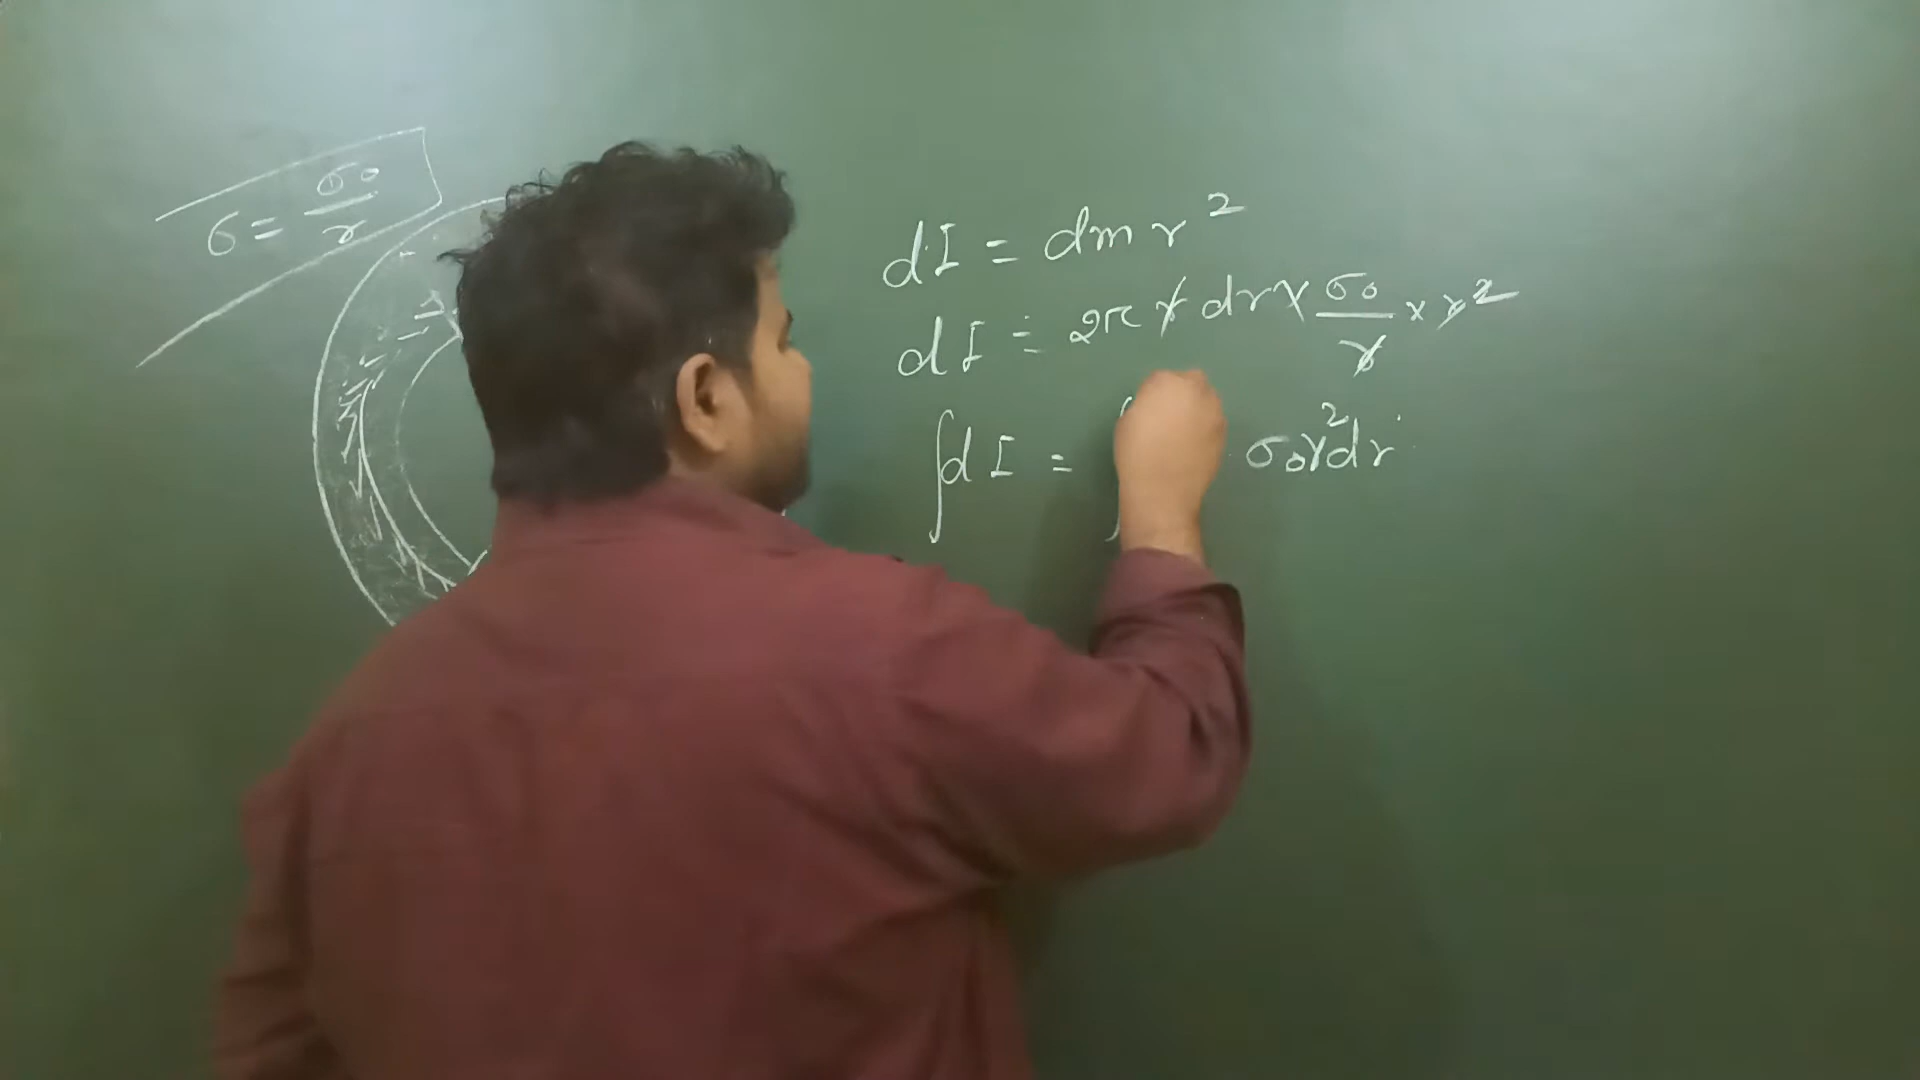 σ = σ₀/r
dI = dm r²
dI = 2π r dr × σ₀/r × r²
∫dI = ∫ σ₀r²dr